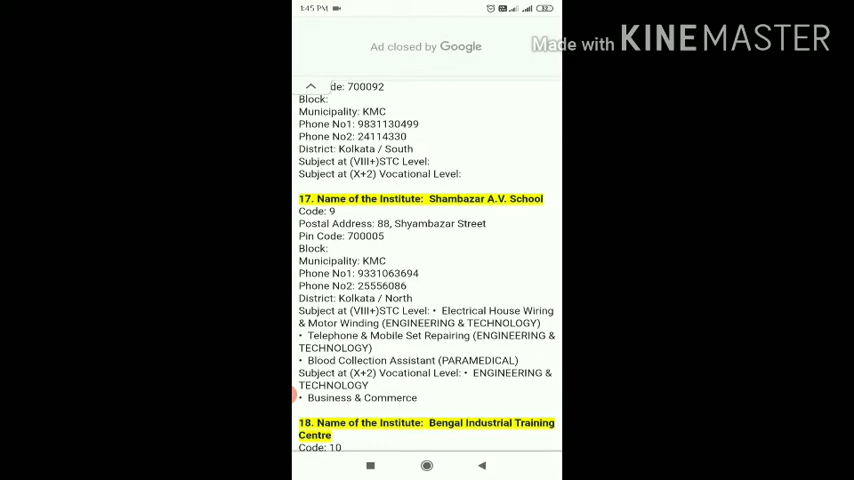 1:45 PM
Ad closed by Google
Made with KINEMASTER
de: 700092
Block:
Municipality: KMC
Phone No1: 9831130499
Phone No2: 24114330
District: Kolkata / South
Subject at (VIII+)STC Level:
Subject at (X+2) Vocational Level:
17. Name of the Institute: Shambazar A.V. School
Code: 9
Postal Address: 88, Shyambazar Street
Pin Code: 700005
Block:
Municipality: KMC
Phone No1: 9331063694
Phone No2: 25556086
District: Kolkata / North
Subject at (VIII+)STC Level: • Electrical House Wiring
& Motor Winding (ENGINEERING & TECHNOLOGY)
• Telephone & Mobile Set Repairing (ENGINEERING &
TECHNOLOGY)
• Blood Collection Assistant (PARAMEDICAL)
Subject at (X+2) Vocational Level: • ENGINEERING &
TECHNOLOGY
• Business & Commerce
18. Name of the Institute: Bengal Industrial Training
Centre
Code: 10